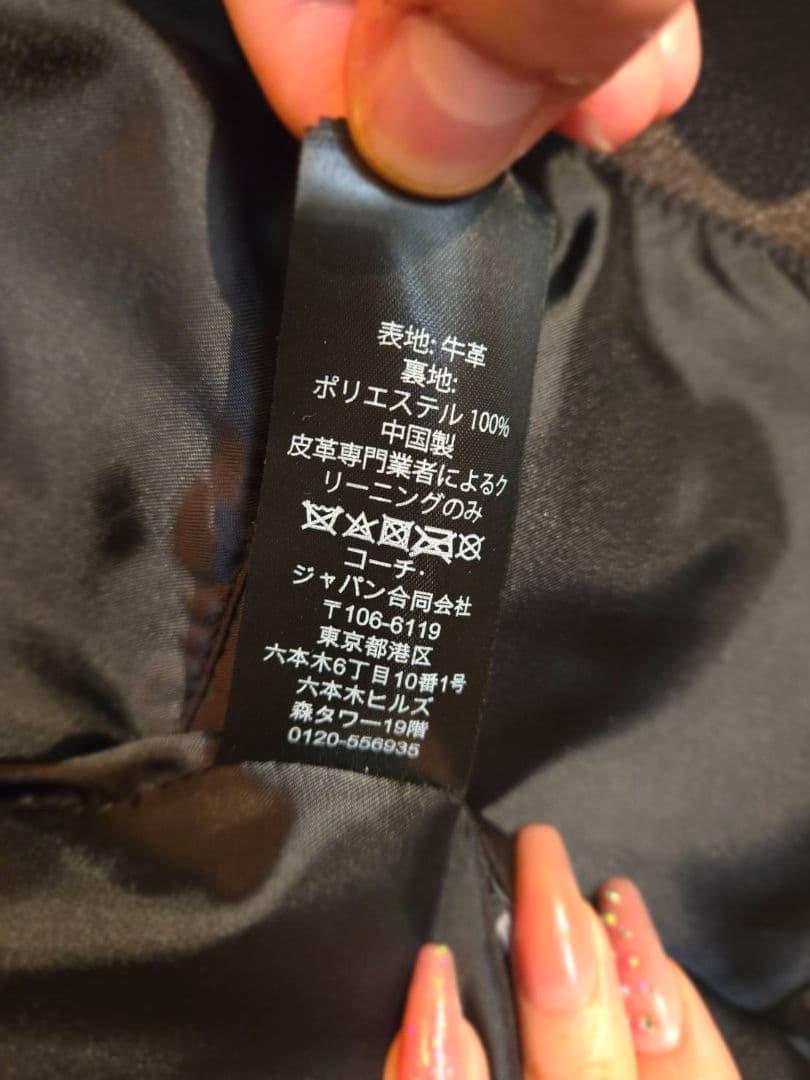 表地: 牛革
裏地:
ポリエステル 100%
中国製
皮革専門業者によるク
リーニングのみ
コーチ・
ジャパン合同会社
〒106-6119
東京都港区
六本木6丁目10番1号
六本木ヒルズ
森タワー19階
0120-556935